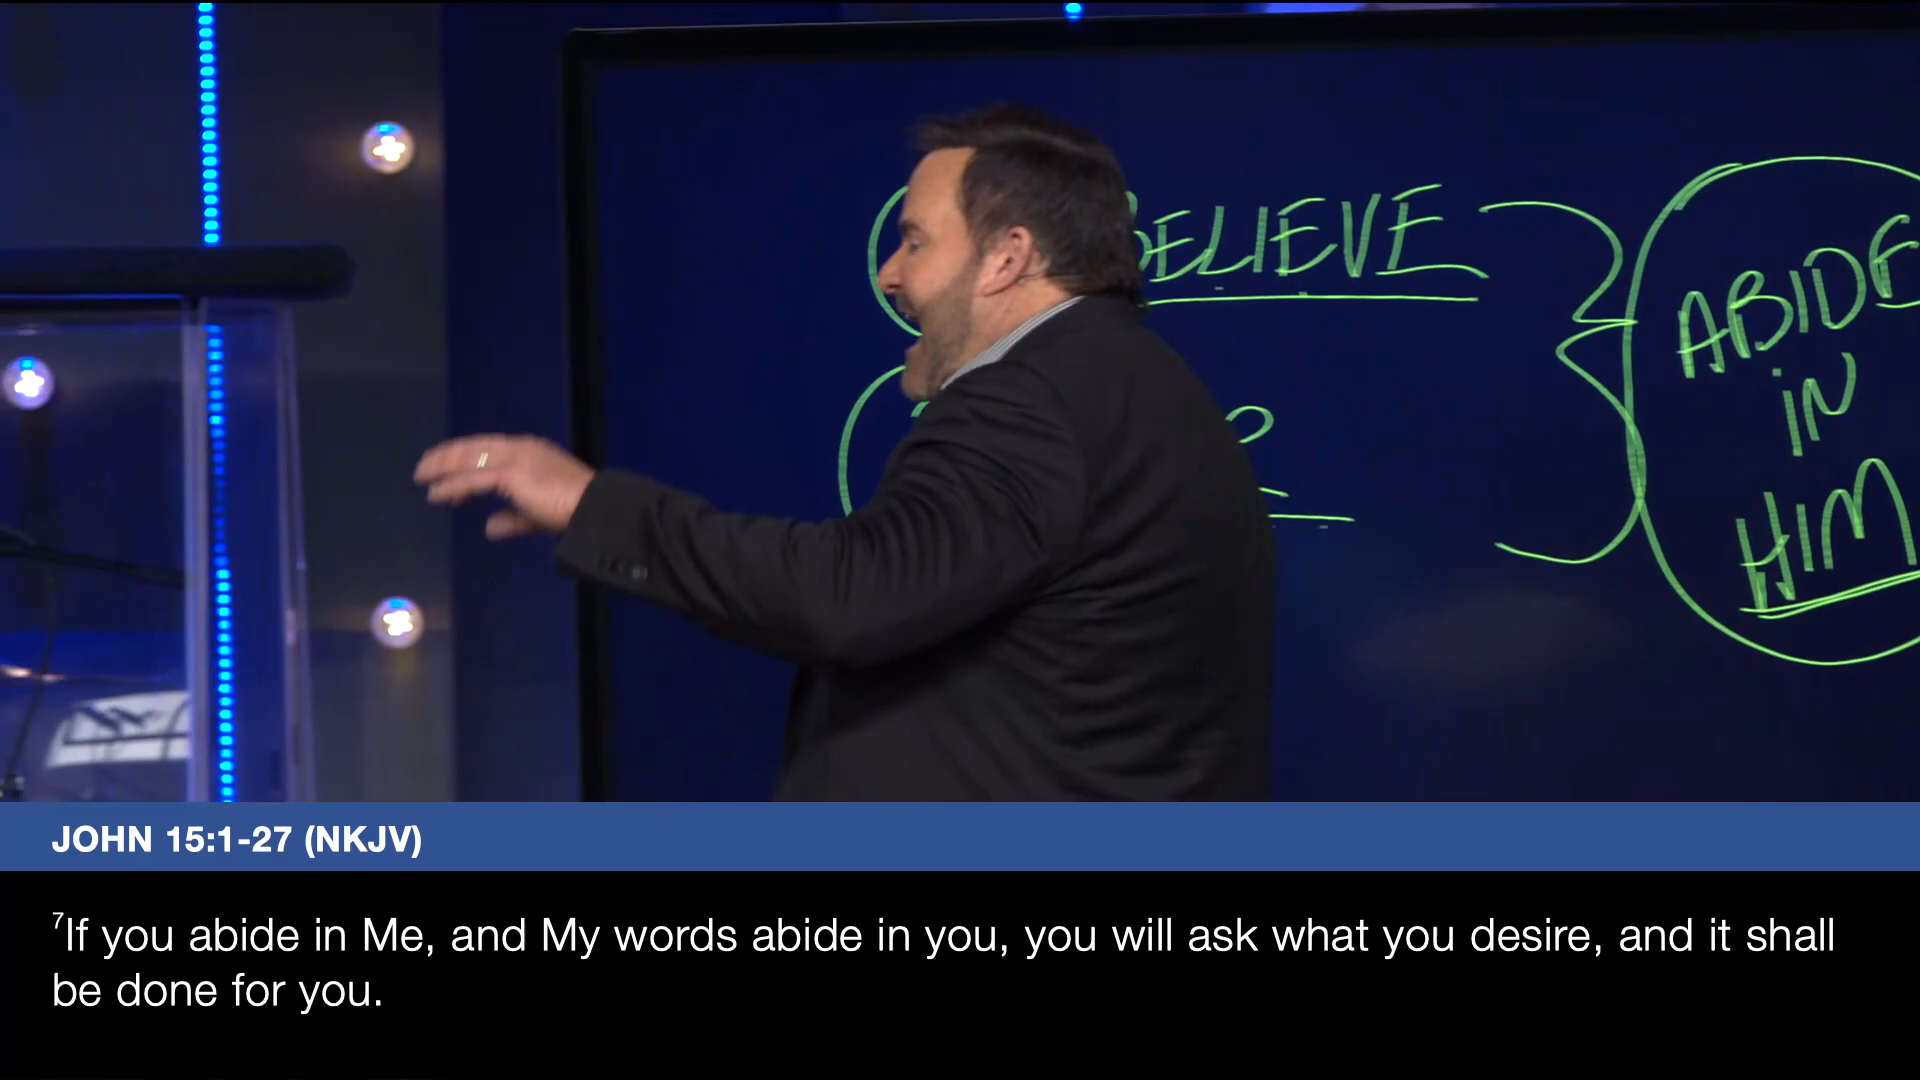 BELIEVE
ABIDE
IN
HIM
JOHN 15:1-27 (NKJV)
7If you abide in Me, and My words abide in you, you will ask what you desire, and it shall
be done for you.